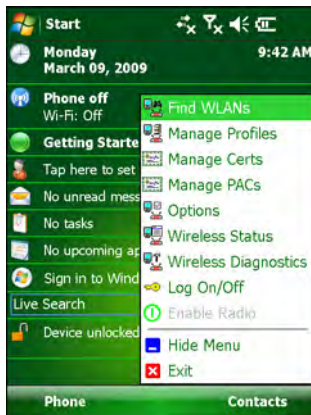 Start
Monday
9:42 AM
March 09, 2009
Phone off
Wi-Fi: Off
Getting Starte
Tap here to set
No unread mess
No tasks
No upcoming ap
Sign in to Wind
Live Search
Device unlocked
Find WLANs
Manage Profiles
Manage Certs
Manage PACs
Options
Wireless Status
Wireless Diagnostics
Log On/Off
Enable Radio
Hide Menu
Exit
Phone
Contacts